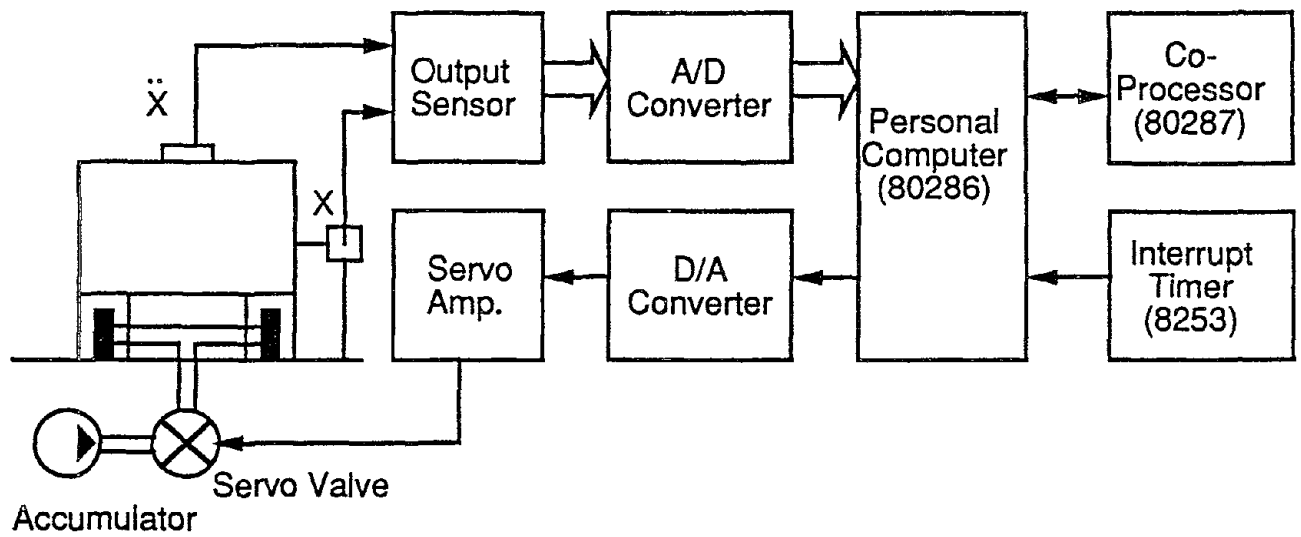 Ẍ
X
Output
Sensor
A/D
Converter
Personal
Computer
(80286)
Co-
Processor
(80287)
Servo
Amp.
D/A
Converter
Interrupt
Timer
(8253)
Servo Valve
Accumulator